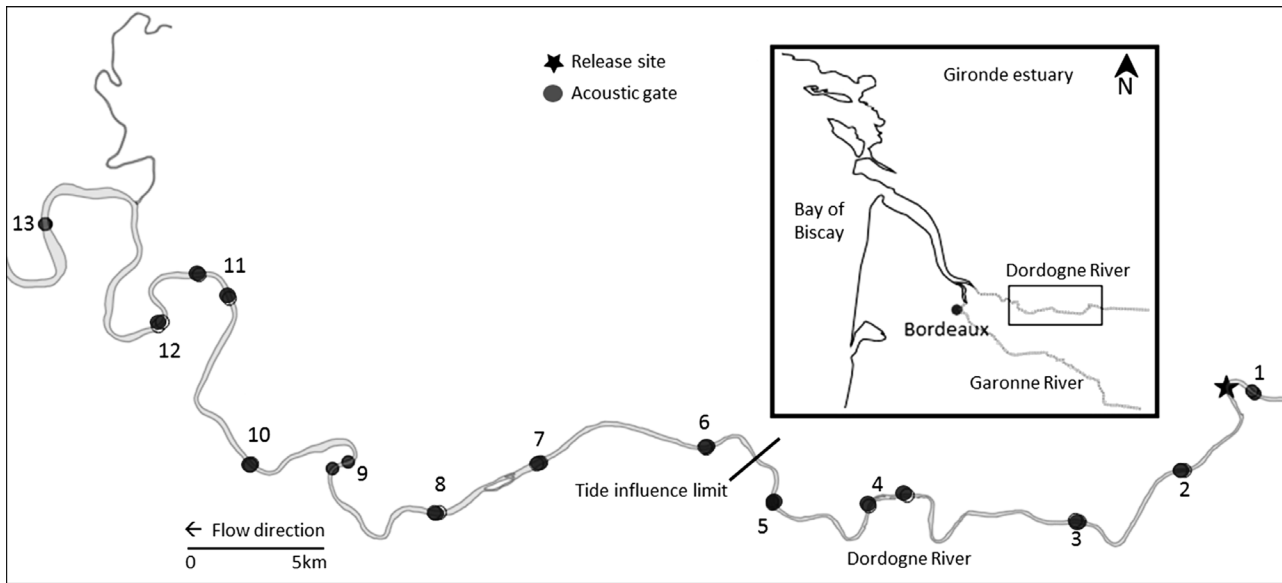 Release site
Acoustic gate
Gironde estuary
N
Bay of
Biscay
Dordogne River
Bordeaux
Garonne River
13
11
12
10
9
8
7
6
Tide influence limit
5
4
3
2
1
Dordogne River
← Flow direction
0 5km